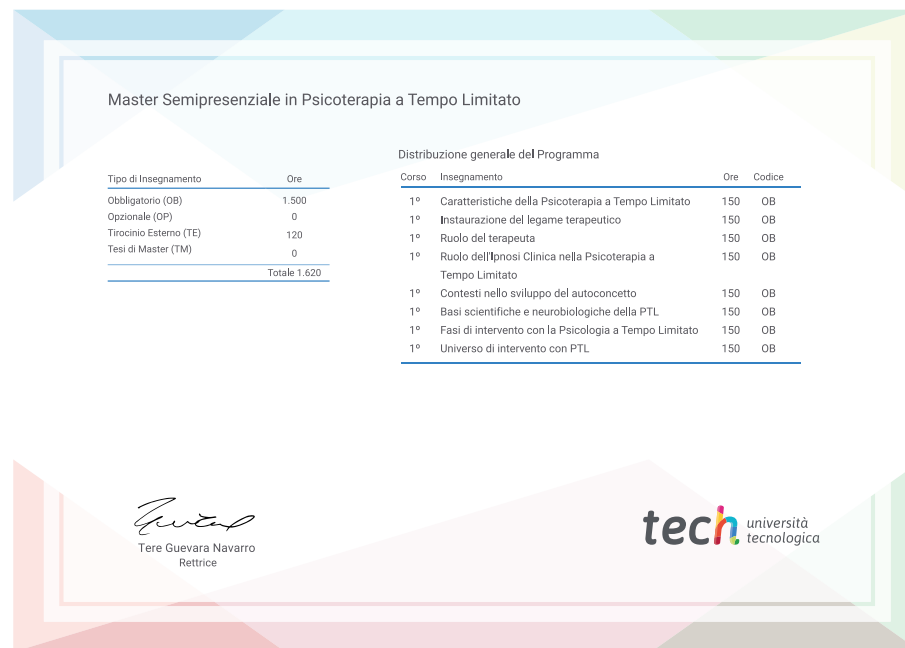 Master Semipresenziale in Psicoterapia a Tempo Limitato
Tipo di Insegnamento Ore
Obbligatorio (OB) 1.500
Opzionale (OP) 0
Tirocinio Esterno (TE) 120
Tesi di Master (TM) 0
Totale 1.620
Distribuzione generale del Programma
Corso Insegnamento Ore Codice
1º Caratteristiche della Psicoterapia a Tempo Limitato 150 OB
1º Instaurazione del legame terapeutico 150 OB
1º Ruolo del terapeuta 150 OB
1º Ruolo dell'Ipnosi Clinica nella Psicoterapia a 150 OB
Tempo Limitato
1º Contesti nello sviluppo del autoconcetto 150 OB
1º Basi scientifiche e neurobiologiche della PTL 150 OB
1º Fasi di intervento con la Psicologia a Tempo Limitato 150 OB
1º Universo di intervento con PTL 150 OB
Tere Guevara Navarro
Rettrice
tech università
tecnologica